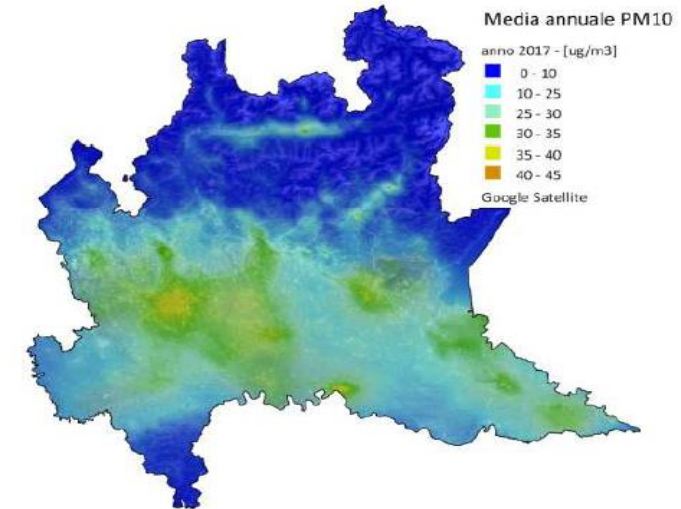 Media annuale PM10
anno 2017 - [ug/m3]
0 - 10
10 - 25
25 - 30
30 - 35
35 - 40
40 - 45
Google Satellite